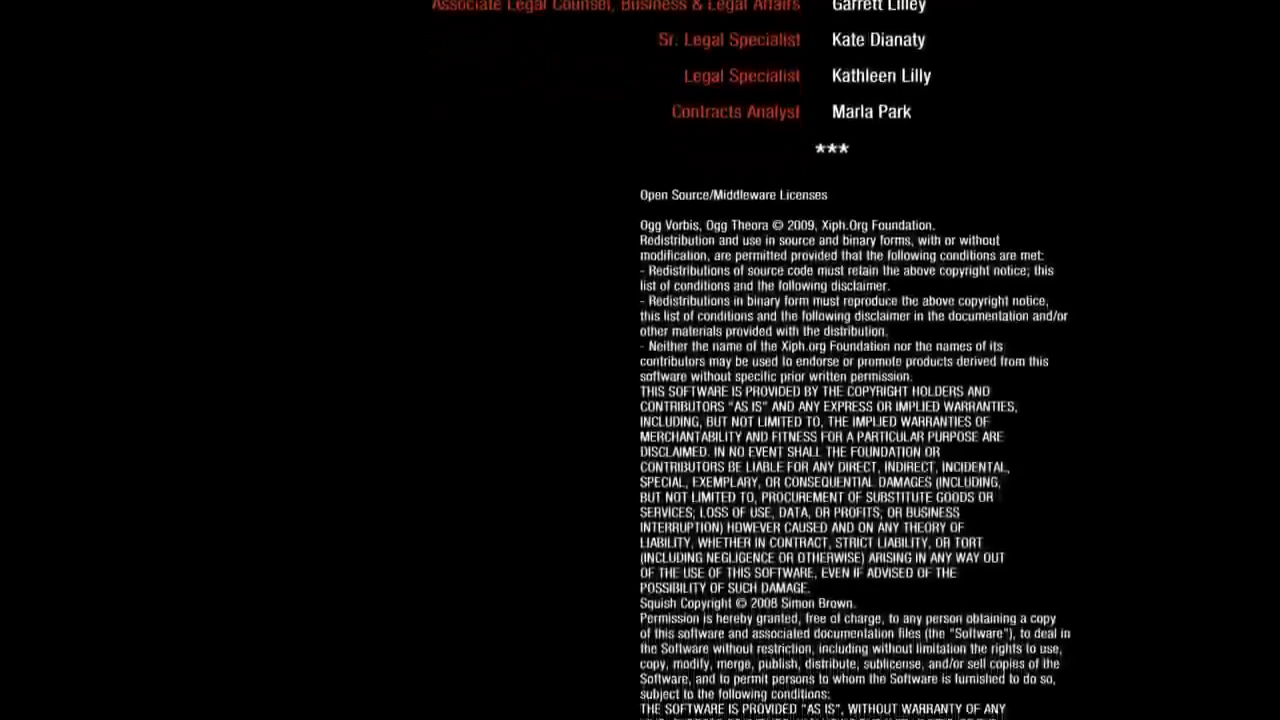 Associate Legal Counsel, Business & Legal Affairs Garrett Lilley
Sr. Legal Specialist Kate Dianaty
Legal Specialist Kathleen Lilly
Contracts Analyst Marla Park
***
Open Source/Middleware Licenses
Ogg Vorbis, Ogg Theora © 2009, Xiph.Org Foundation.
Redistribution and use in source and binary forms, with or without
modification, are permitted provided that the following conditions are met:
- Redistributions of source code must retain the above copyright notice; this
list of conditions and the following disclaimer.
- Redistributions in binary form must reproduce the above copyright notice,
this list of conditions and the following disclaimer in the documentation and/or
other materials provided with the distribution.
- Neither the name of the Xiph.org Foundation nor the names of its
contributors may be used to endorse or promote products derived from this
software without specific prior written permission.
THIS SOFTWARE IS PROVIDED BY THE COPYRIGHT HOLDERS AND
CONTRIBUTORS "AS IS" AND ANY EXPRESS OR IMPLIED WARRANTIES,
INCLUDING, BUT NOT LIMITED TO, THE IMPLIED WARRANTIES OF
MERCHANTABILITY AND FITNESS FOR A PARTICULAR PURPOSE ARE
DISCLAIMED. IN NO EVENT SHALL THE FOUNDATION OR
CONTRIBUTORS BE LIABLE FOR ANY DIRECT, INDIRECT, INCIDENTAL,
SPECIAL, EXEMPLARY, OR CONSEQUENTIAL DAMAGES (INCLUDING,
BUT NOT LIMITED TO, PROCUREMENT OF SUBSTITUTE GOODS OR
SERVICES; LOSS OF USE, DATA, OR PROFITS; OR BUSINESS
INTERRUPTION) HOWEVER CAUSED AND ON ANY THEORY OF
LIABILITY, WHETHER IN CONTRACT, STRICT LIABILITY, OR TORT
(INCLUDING NEGLIGENCE OR OTHERWISE) ARISING IN ANY WAY OUT
OF THE USE OF THIS SOFTWARE, EVEN IF ADVISED OF THE
POSSIBILITY OF SUCH DAMAGE.
Squish Copyright © 2008 Simon Brown.
Permission is hereby granted, free of charge, to any person obtaining a copy
of this software and associated documentation files (the "Software"), to deal in
the Software without restriction, including without limitation the rights to use,
copy, modify, merge, publish, distribute, sublicense, and/or sell copies of the
Software, and to permit persons to whom the Software is furnished to do so,
subject to the following conditions:
THE SOFTWARE IS PROVIDED "AS IS", WITHOUT WARRANTY OF ANY